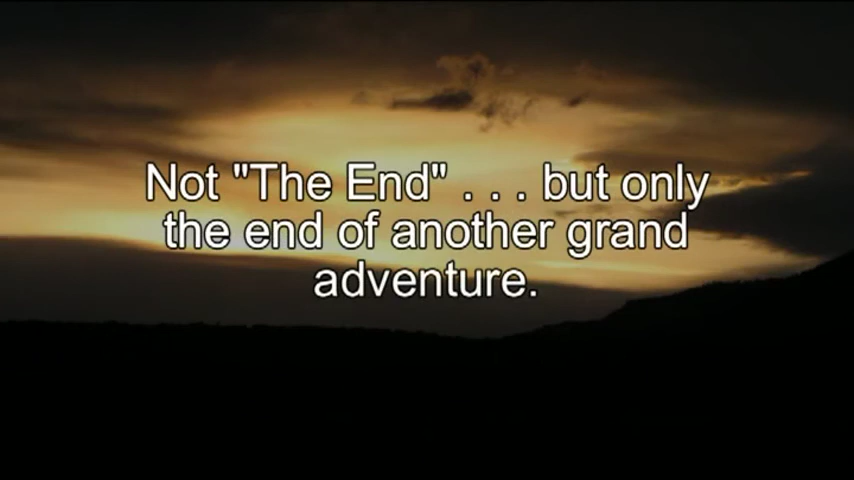 Not "The End" . . . but only
the end of another grand
adventure.